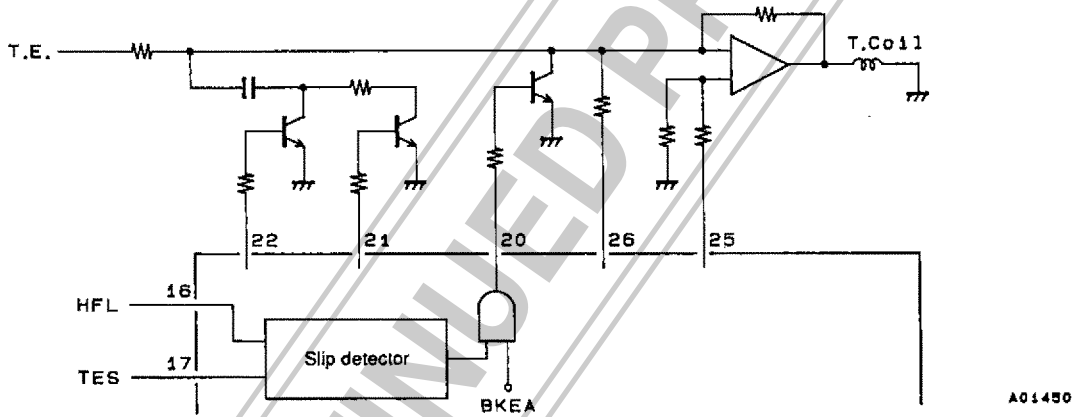 T.E.
T.Coil
22
21
20
26
25
HFL
16
Slip detector
TES
17
BKEA
A01450